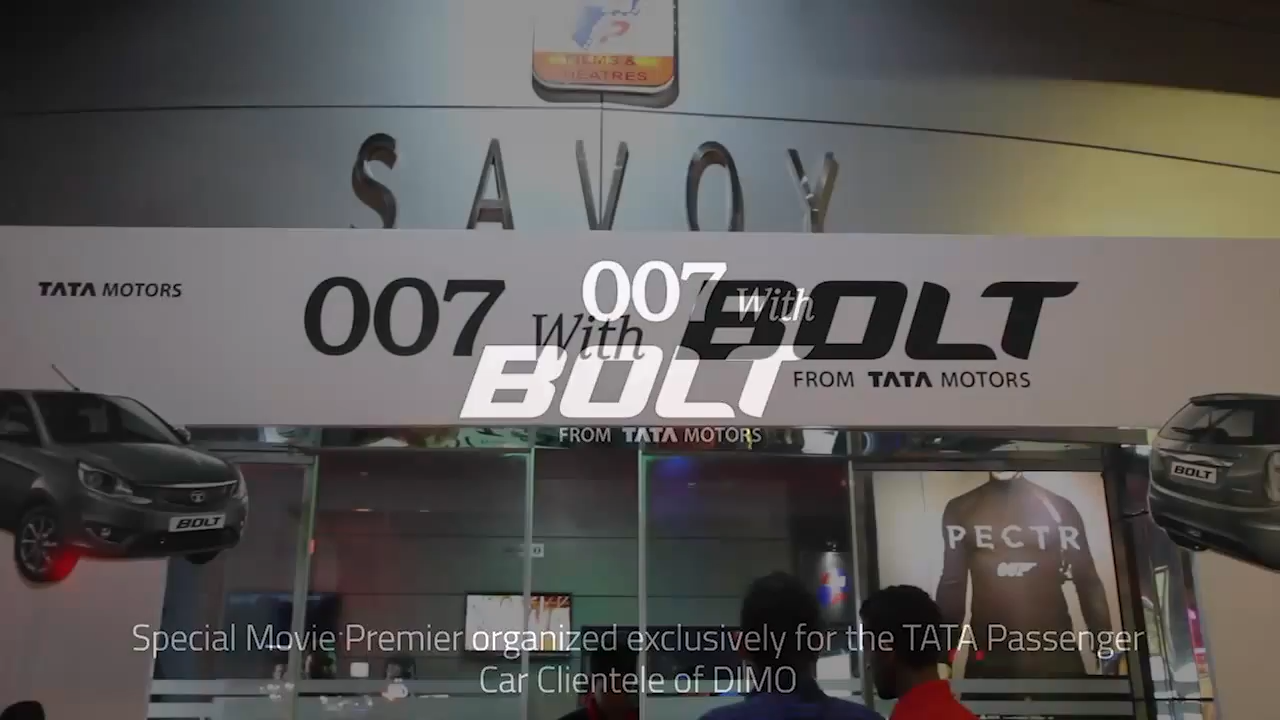 FILMS &
THEATRES
SAVOY
TATA MOTORS
007 With BOLT
FROM TATA MOTORS
007 With
BOLT
FROM TATA MOTORS
BOLT
BOLT
PECTR
007
Special Movie Premier organized exclusively for the TATA Passenger
Car Clientele of DIMO